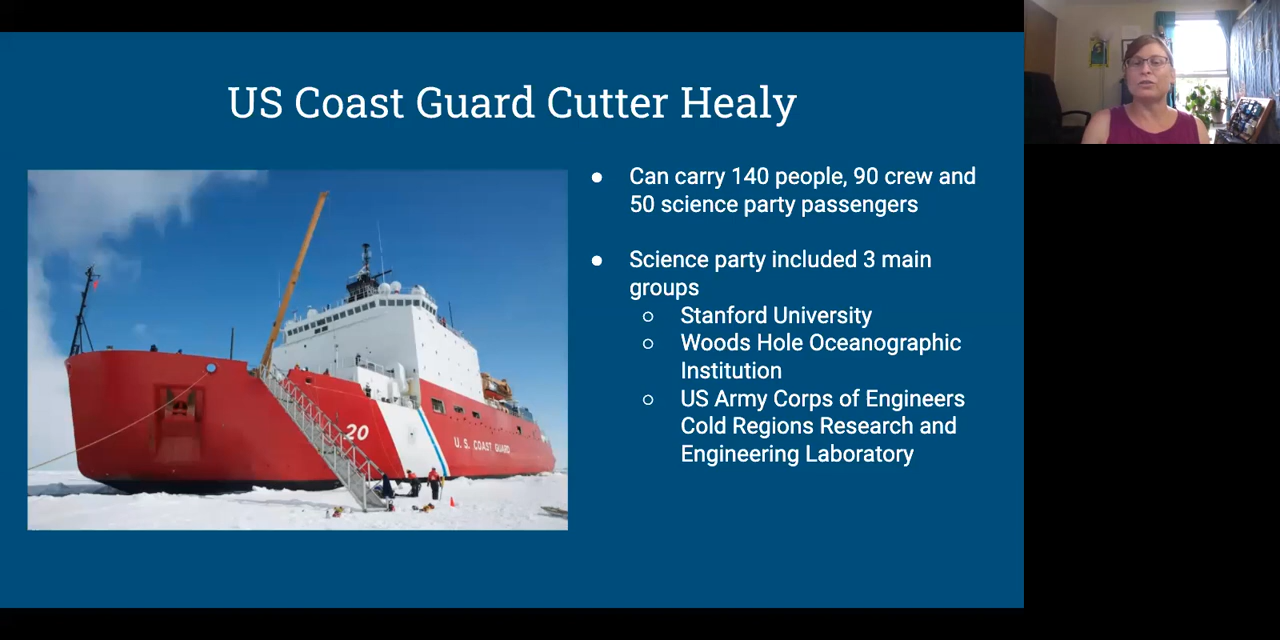 US Coast Guard Cutter Healy
Can carry 140 people, 90 crew and
50 science party passengers
Science party included 3 main
groups
Stanford University
Woods Hole Oceanographic
Institution
US Army Corps of Engineers
Cold Regions Research and
Engineering Laboratory
20
U.S. COAST GUARD